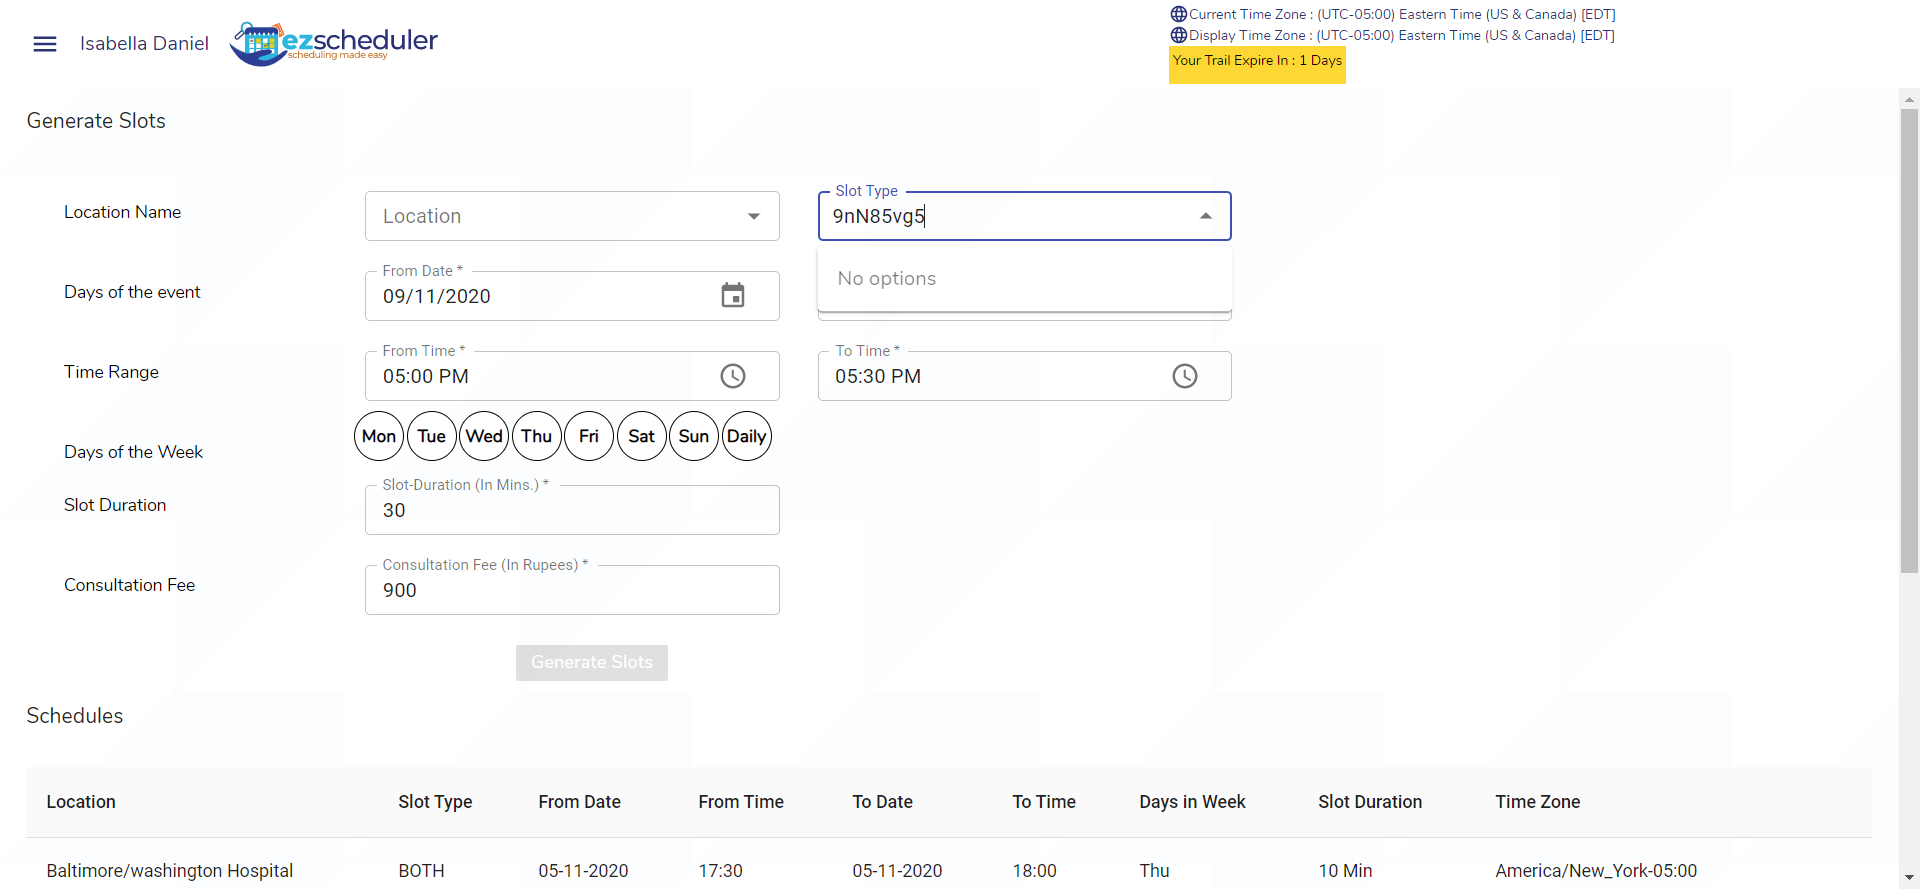 Isabella Daniel
ezscheduler
scheduling made easy
Current Time Zone : (UTC-05:00) Eastern Time (US & Canada) [EDT]
Display Time Zone : (UTC-05:00) Eastern Time (US & Canada) [EDT]
Your Trail Expire In : 1 Days
Generate Slots
Location Name
Location
Slot Type
9nN85vg5
No options
Days of the event
From Date *
09/11/2020
Time Range
From Time *
05:00 PM
To Time *
05:30 PM
Days of the Week
Mon Tue Wed Thu Fri Sat Sun Daily
Slot Duration
Slot-Duration (In Mins.) *
30
Consultation Fee
Consultation Fee (In Rupees) *
900
Generate Slots
Schedules
Location Slot Type From Date From Time To Date To Time Days in Week Slot Duration Time Zone
Baltimore/washington Hospital BOTH 05-11-2020 17:30 05-11-2020 18:00 Thu 10 Min America/New_York-05:00